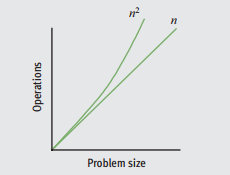 n²
n
Operations
Problem size